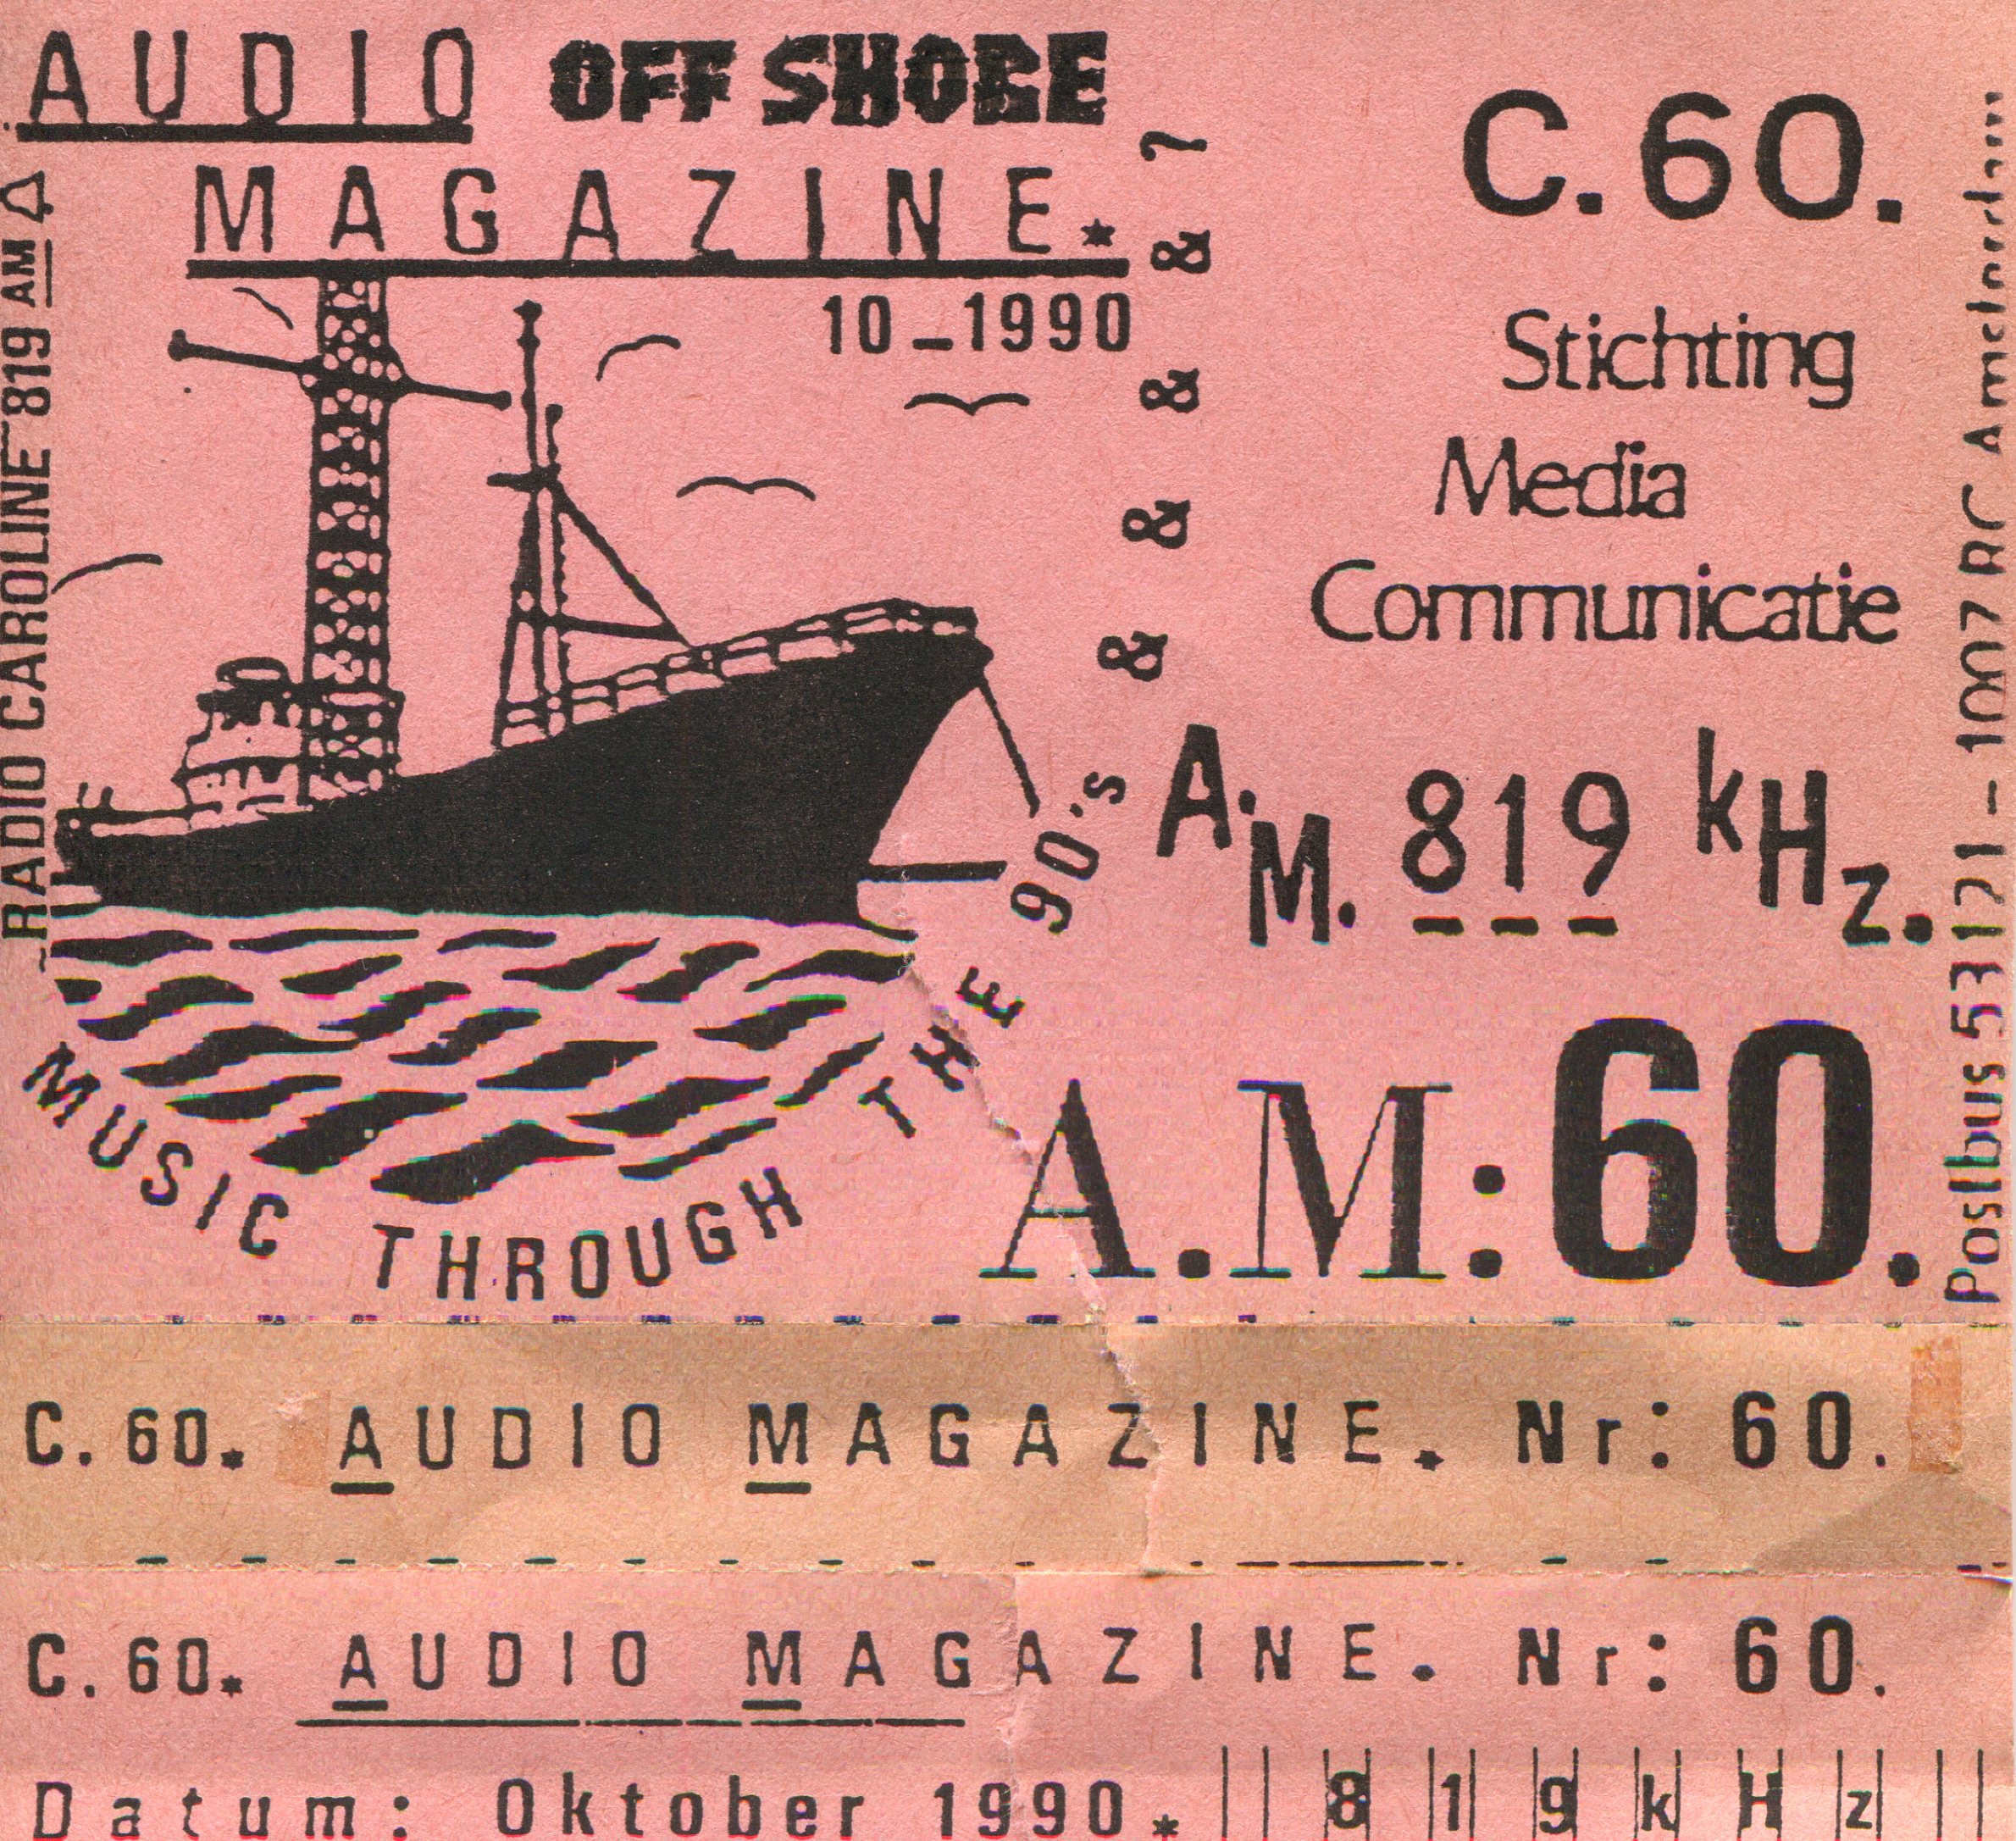 AUDIO OFF SHORE
MAGAZINE.*
10-1990
RADIO CAROLINE 819 AM
MUSIC THROUGH THE 90's & & & & 7
C.60.
Stichting
Media
Communicatie
A.M. 819 kHz.
A.M:60.
Postbus 53121 - 1007 RC Amsterdam
C.60. AUDIO MAGAZINE. Nr: 60.
C.60. AUDIO MAGAZINE. Nr: 60.
Datum: Oktober 1990. 819kHz